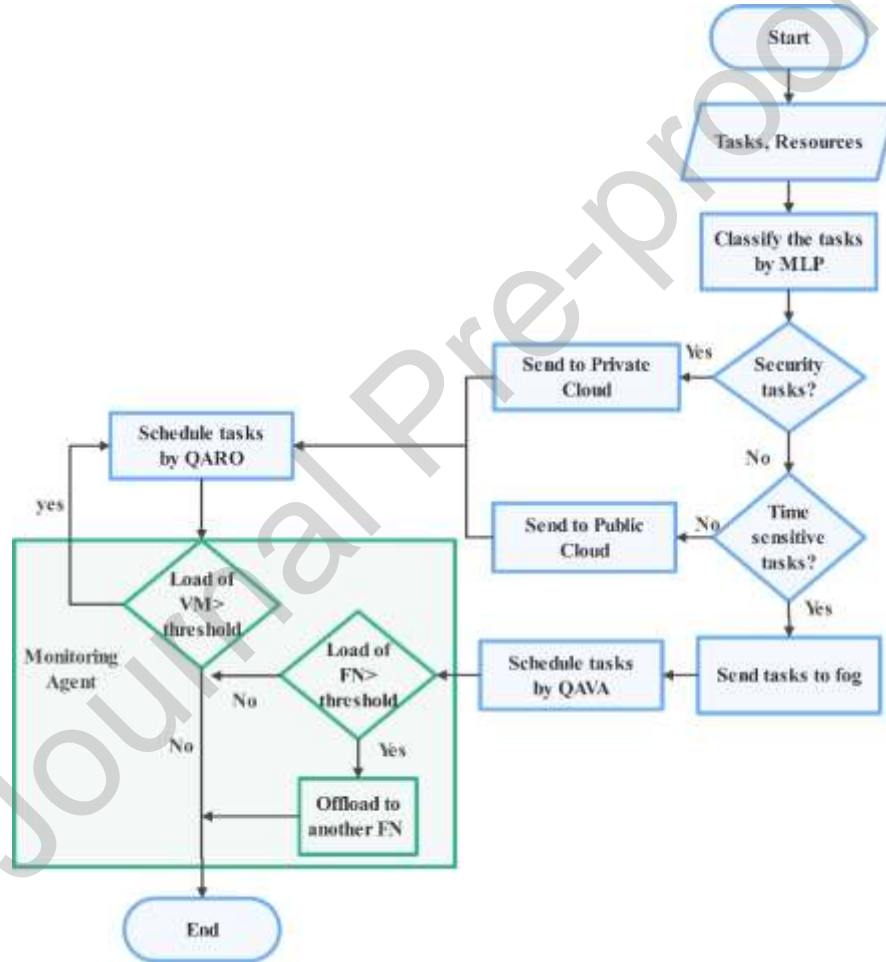 Start
Tasks, Resources
Classify the tasks
by MLP
Security
tasks?
Yes
Send to Private
Cloud
No
Time
sensitive
tasks?
No
Send to Public
Cloud
Yes
Send tasks to fog
Schedule tasks
by QAVA
Schedule tasks
by QARO
yes
Load of
VM>
threshold
Monitoring
Agent
Load of
FN>
threshold
No
No
Yes
Offload to
another FN
End
Journal Pre-proof